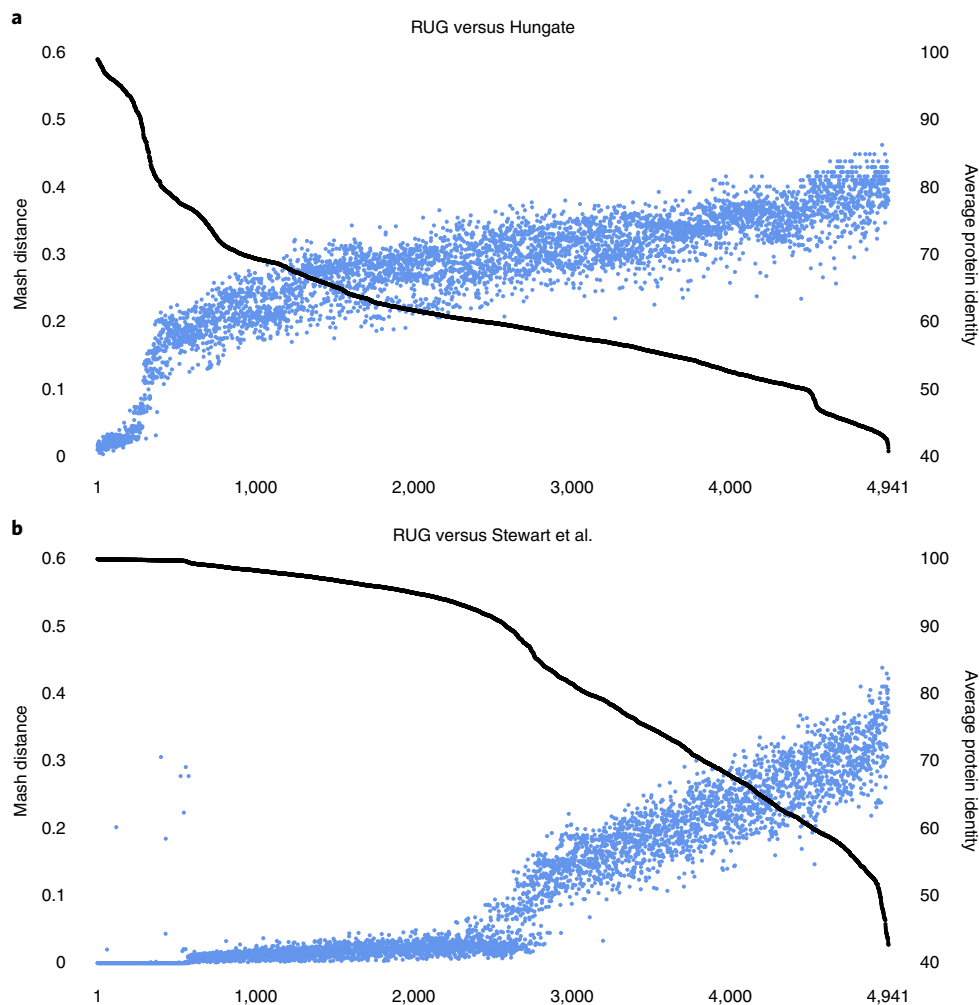 a
RUG versus Hungate
0.6 100
0.5 90
0.4 80
0.3 70
0.2 60
0.1 50
0 40
Mash distance
Average protein identity
1 1,000 2,000 3,000 4,000 4,941
b
RUG versus Stewart et al.
0.6 100
0.5 90
0.4 80
0.3 70
0.2 60
0.1 50
0 40
Mash distance
Average protein identity
1 1,000 2,000 3,000 4,000 4,941